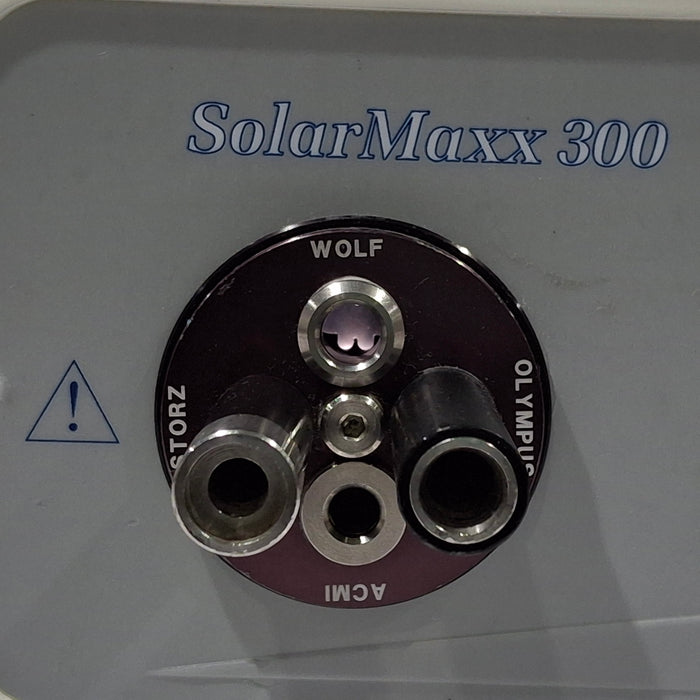 SolarMaxx 300
WOLF
STORZ
OLYMPUS
ACMI